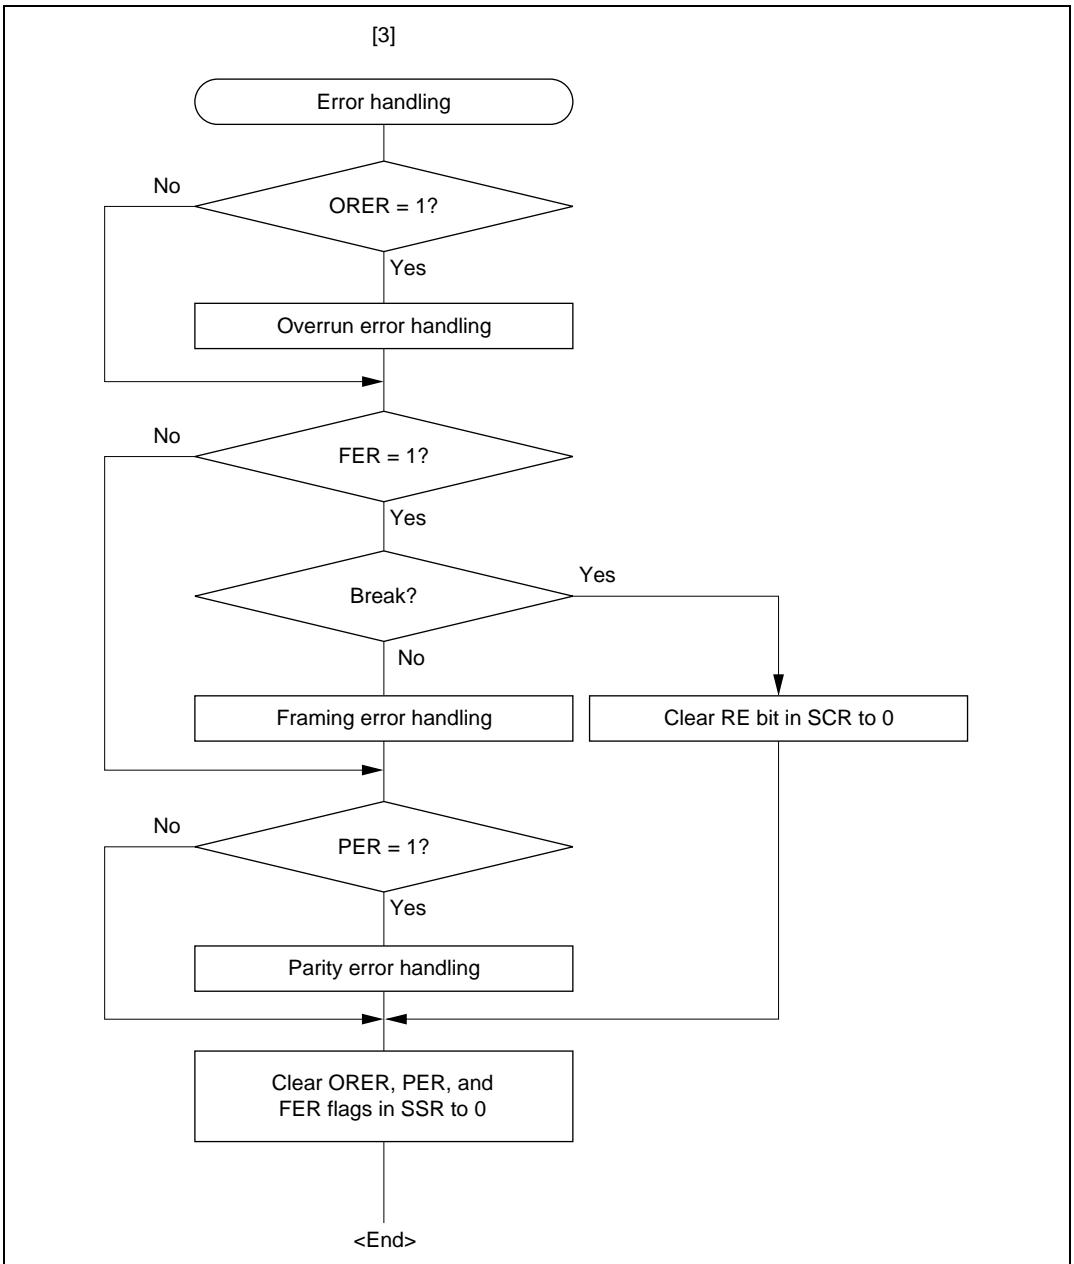 [3]
Error handling
No
ORER = 1?
Yes
Overrun error handling
No
FER = 1?
Yes
Break?
Yes
No
Framing error handling
Clear RE bit in SCR to 0
No
PER = 1?
Yes
Parity error handling
Clear ORER, PER, and
FER flags in SSR to 0
<End>